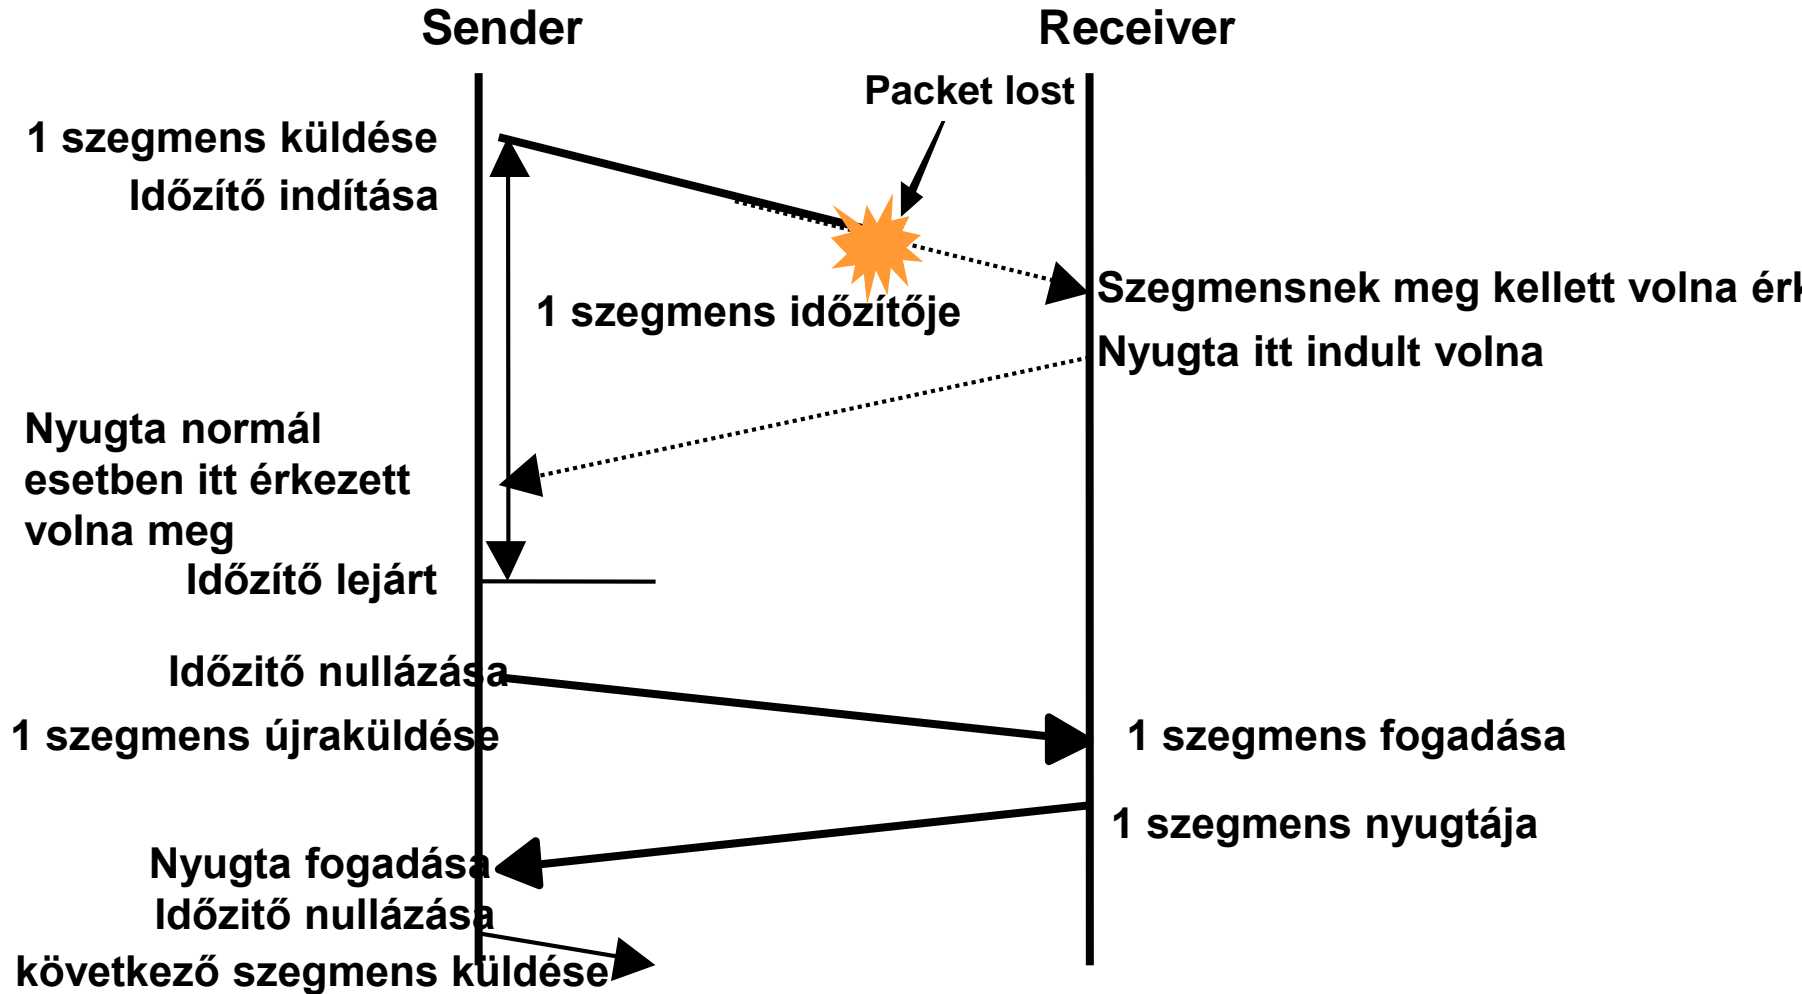 Sender
Receiver
Packet lost
1 szegmens küldése
Időzítő indítása
1 szegmens időzítője
Szegmensnek meg kellett volna
Nyugta itt indult volna
Nyugta normál
esetben itt érkezett
volna meg
Időzítő lejárt
Időzitő nullázása
1 szegmens újraküldése
1 szegmens fogadása
1 szegmens nyugtája
Nyugta fogadása
Időzitő nullázása
következő szegmens küldése